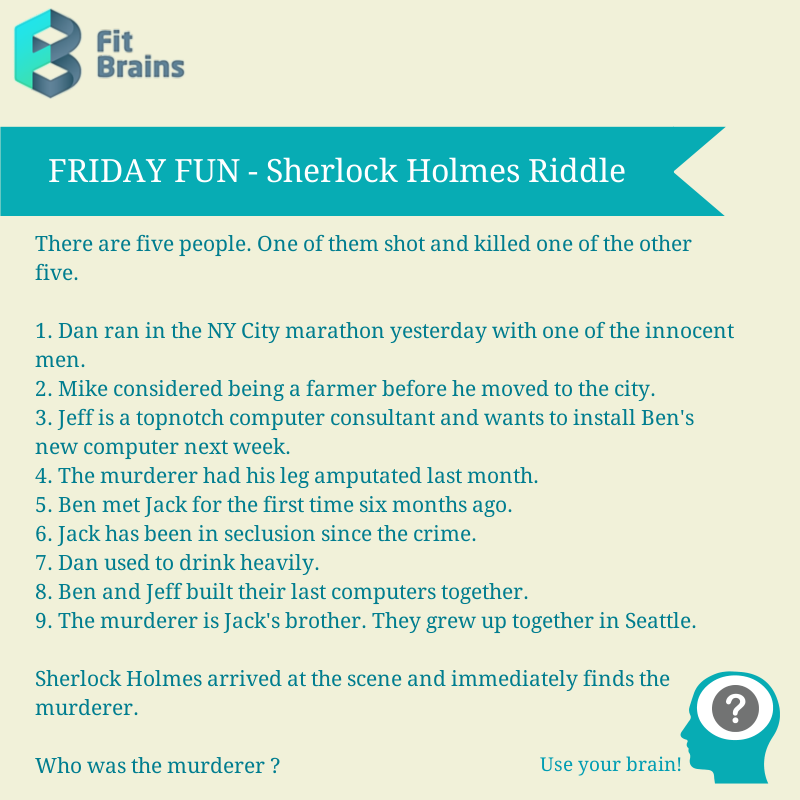 Fit
Brains
FRIDAY FUN - Sherlock Holmes Riddle
There are five people. One of them shot and killed one of the other
five.
1. Dan ran in the NY City marathon yesterday with one of the innocent
men.
2. Mike considered being a farmer before he moved to the city.
3. Jeff is a topnotch computer consultant and wants to install Ben's
new computer next week.
4. The murderer had his leg amputated last month.
5. Ben met Jack for the first time six months ago.
6. Jack has been in seclusion since the crime.
7. Dan used to drink heavily.
8. Ben and Jeff built their last computers together.
9. The murderer is Jack's brother. They grew up together in Seattle.
Sherlock Holmes arrived at the scene and immediately finds the
murderer.
Who was the murderer ?
Use your brain!
?